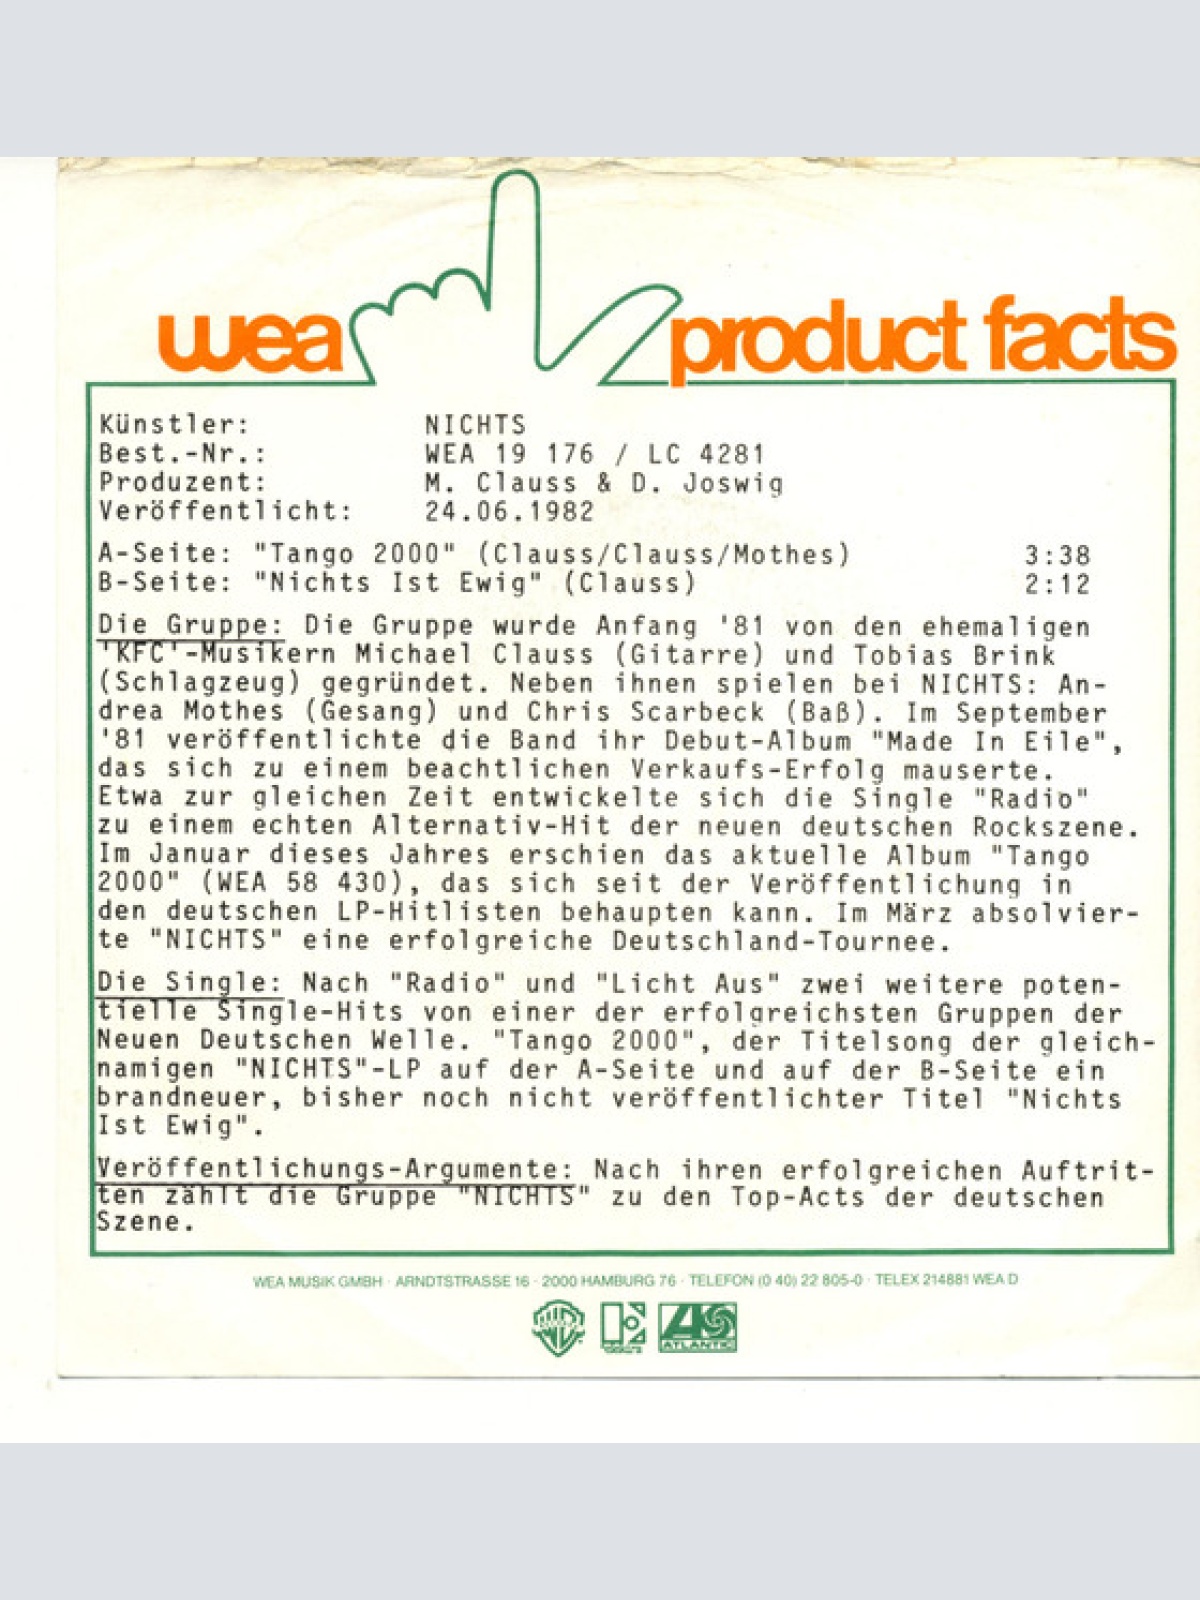 wea product facts
Künstler: NICHTS
Best.-Nr.: WEA 19 176 / LC 4281
Produzent: M. Clauss & D. Joswig
Veröffentlicht: 24.06.1982
A-Seite: "Tango 2000" (Clauss/Clauss/Mothes) 3:38
B-Seite: "Nichts Ist Ewig" (Clauss) 2:12
Die Gruppe: Die Gruppe wurde Anfang '81 von den ehemaligen
'KFC'-Musikern Michael Clauss (Gitarre) und Tobias Brink
(Schlagzeug) gegründet. Neben ihnen spielen bei NICHTS: An-
drea Mothes (Gesang) und Chris Scarbeck (Baß). Im September
'81 veröffentlichte die Band ihr Debut-Album "Made In Eile",
das sich zu einem beachtlichen Verkaufs-Erfolg mauserte.
Etwa zur gleichen Zeit entwickelte sich die Single "Radio"
zu einem echten Alternativ-Hit der neuen deutschen Rockszene.
Im Januar dieses Jahres erschien das aktuelle Album "Tango
2000" (WEA 58 430), das sich seit der Veröffentlichung in
den deutschen LP-Hitlisten behaupten kann. Im März absolvier-
te "NICHTS" eine erfolgreiche Deutschland-Tournee.
Die Single: Nach "Radio" und "Licht Aus" zwei weitere poten-
tielle Single-Hits von einer der erfolgreichsten Gruppen der
Neuen Deutschen Welle. "Tango 2000", der Titelsong der gleich-
namigen "NICHTS"-LP auf der A-Seite und auf der B-Seite ein
brandneuer, bisher noch nicht veröffentlichter Titel "Nichts
Ist Ewig".
Veröffentlichungs-Argumente: Nach ihren erfolgreichen Auftrit-
ten zählt die Gruppe "NICHTS" zu den Top-Acts der deutschen
Szene.
WEA MUSIK GMBH · ARNDTSTRASSE 16 · 2000 HAMBURG 76 · TELEFON (0 40) 22 805-0 · TELEX 214881 WEA D
ATLANTIC